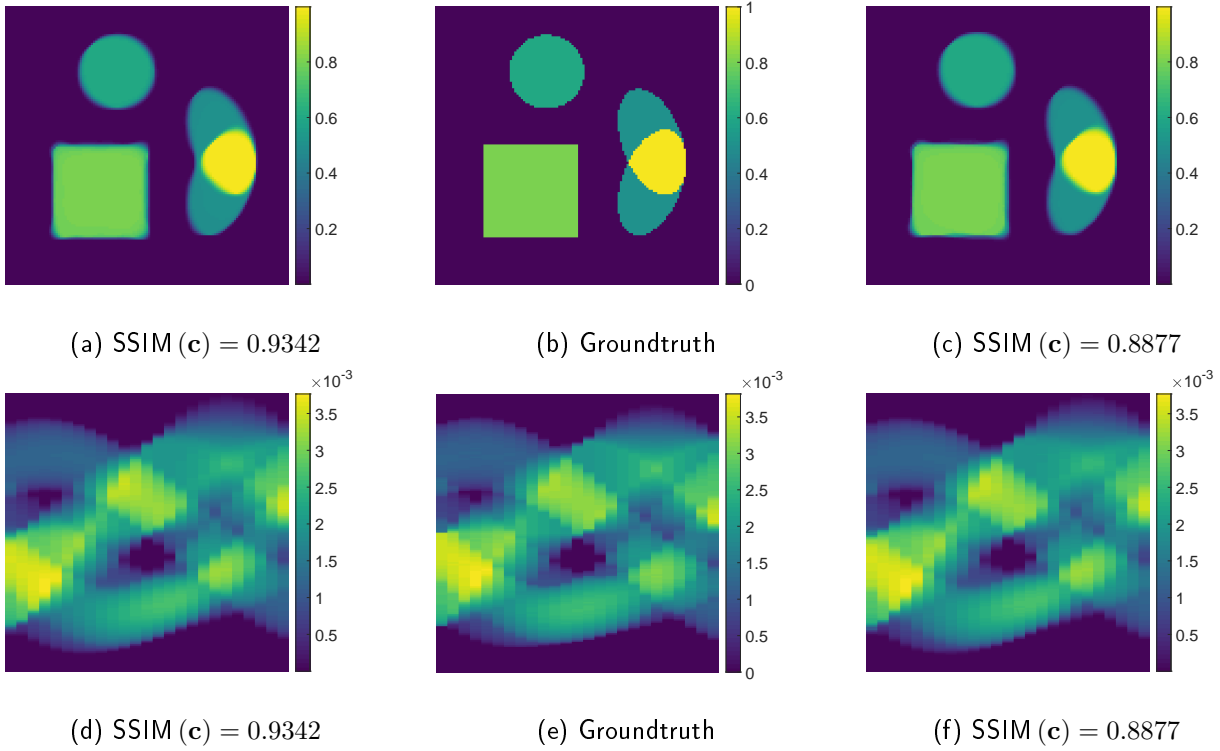 1
0.8 0.8 0.8
0.6 0.6 0.6
0.4 0.4 0.4
0.2 0.2 0.2
0
(a) SSIM (c) = 0.9342 (b) Groundtruth (c) SSIM (c) = 0.8877
×10⁻³ ×10⁻³ ×10⁻³
3.5 3.5 3.5
3 3 3
2.5 2.5 2.5
2 2 2
1.5 1.5 1.5
1 1 1
0.5 0.5 0.5
0
(d) SSIM (c) = 0.9342 (e) Groundtruth (f) SSIM (c) = 0.8877